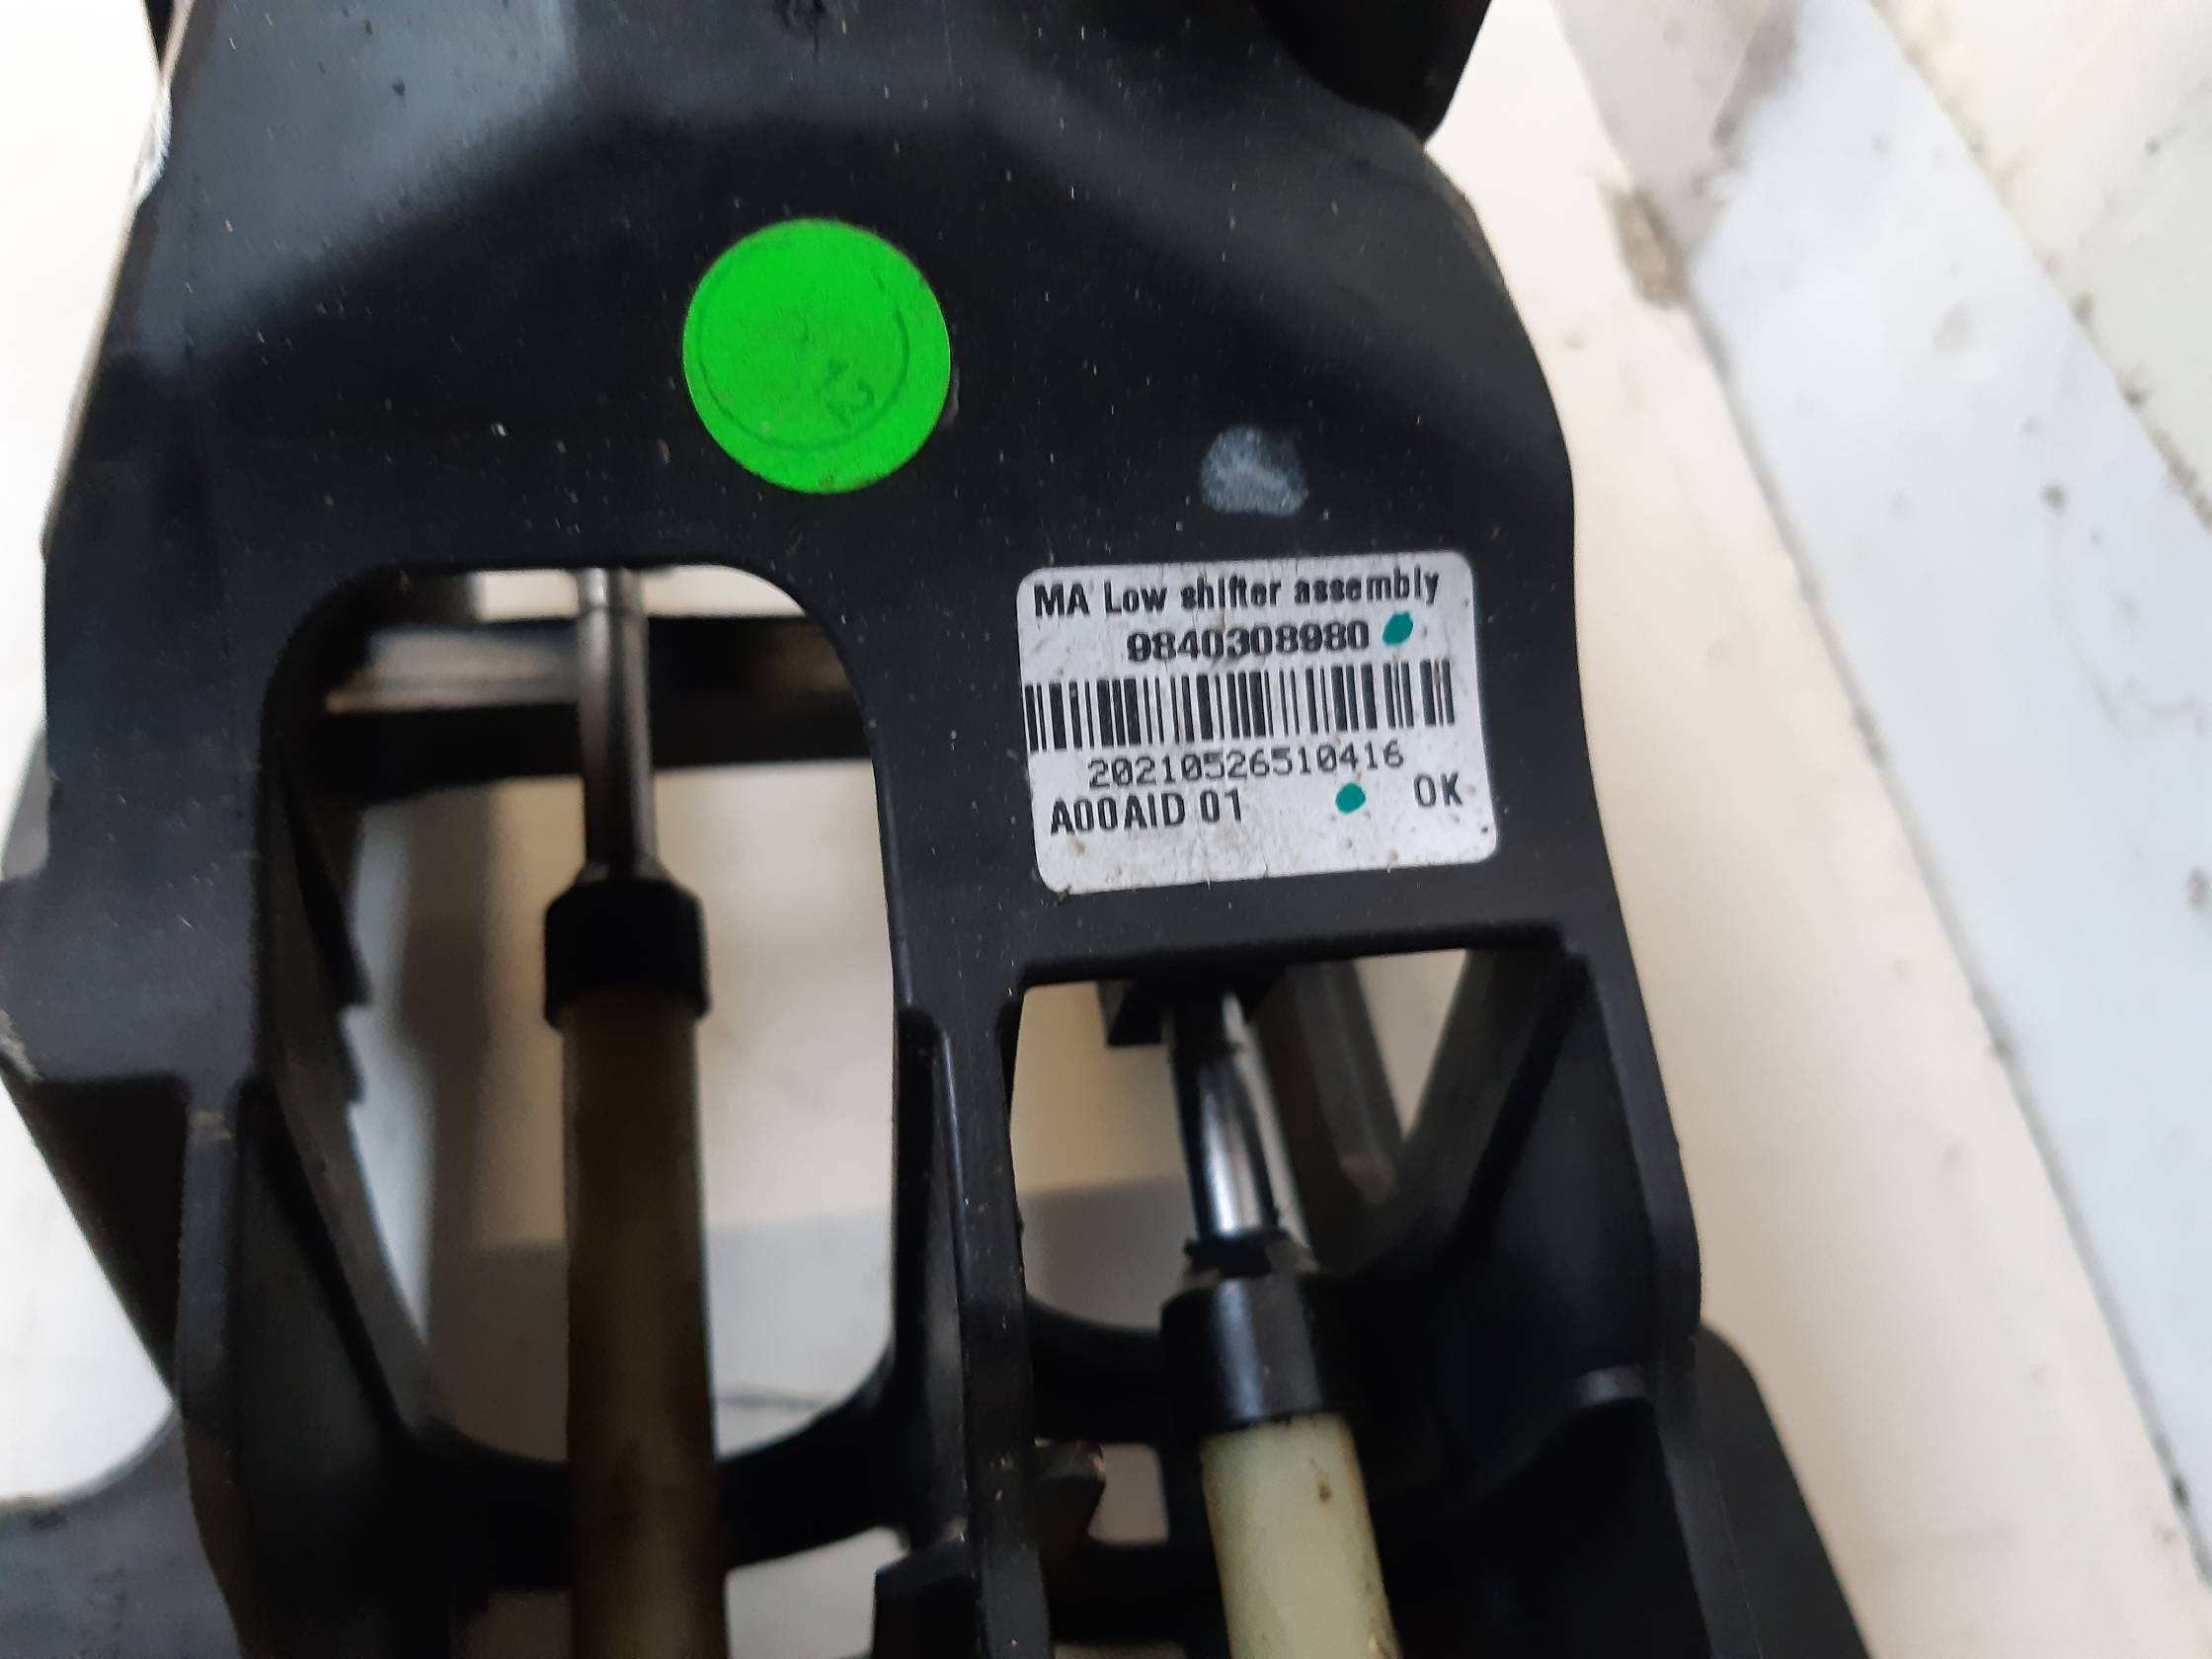 MA Low shifter assembly
9840308980
20210526510416
A00AID 01 OK